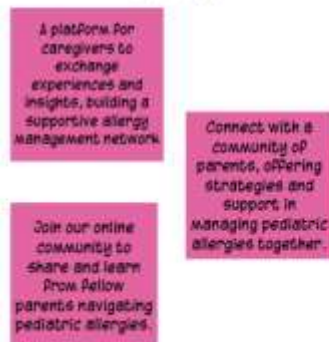 A platform for
caregivers to
exchange
experiences and
insights, building a
supportive allergy
management network
Connect with a
community of
parents, offering
strategies and
support in
managing pediatric
allergies together.
Join our online
community to
share and learn
from fellow
parents navigating
pediatric allergies.